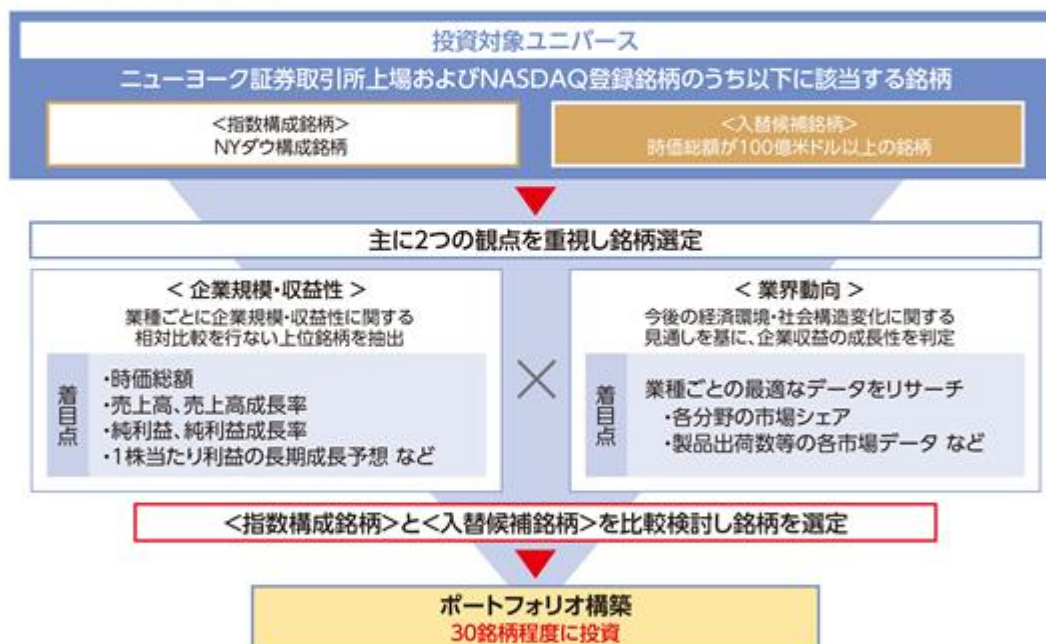 投資対象ユニバース
ニューヨーク証券取引所上場およびNASDAQ登録銘柄のうち以下に該当する銘柄
<指数構成銘柄>
NYダウ構成銘柄
<入替候補銘柄>
時価総額が100億米ドル以上の銘柄
主に2つの観点を重視し銘柄選定
< 企業規模・収益性 >
業種ごとに企業規模・収益性に関する
相対比較を行ない上位銘柄を抽出
着目点
・時価総額
・売上高、売上高成長率
・純利益、純利益成長率
・1株当たり利益の長期成長予想 など
×
< 業界動向 >
今後の経済環境・社会構造変化に関する
見通しを基に、企業収益の成長性を判定
着目点
業種ごとの最適なデータをリサーチ
・各分野の市場シェア
・製品出荷数等の各市場データ など
<指数構成銘柄>と<入替候補銘柄>を比較検討し銘柄を選定
ポートフォリオ構築
30銘柄程度に投資